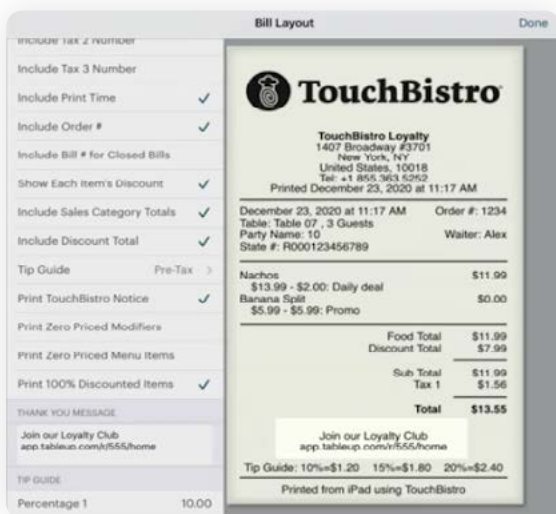 Bill Layout
Done
Include Tax 2 Number
Include Tax 3 Number
Include Print Time
Include Order #
Include Bill # for Closed Bills
Show Each Item's Discount
Include Sales Category Totals
Include Discount Total
Tip Guide Pre-Tax >
Print TouchBistro Notice
Print Zero Priced Modifiers
Print Zero Priced Menu Items
Print 100% Discounted Items
THANK YOU MESSAGE
Join our Loyalty Club
app.tableup.com/r/555/home
TIP GUIDE
Percentage 1 10.00
TouchBistro
TouchBistro Loyalty
1407 Broadway #3701
New York, NY
United States, 10018
Tel: +1 855 363 5252
Printed December 23, 2020 at 11:17 AM
December 23, 2020 at 11:17 AM Order #: 1234
Table: Table 07 , 3 Guests
Party Name: 10 Waiter: Alex
State #: R000123456789
Nachos $11.99
$13.99 - $2.00: Daily deal
Banana Split $0.00
$5.99 - $5.99: Promo
Food Total $11.99
Discount Total $7.99
Sub Total $11.99
Tax 1 $1.56
Total $13.55
Join our Loyalty Club
app.tableup.com/r/555/home
Tip Guide: 10%=$1.20 15%=$1.80 20%=$2.40
Printed from iPad using TouchBistro